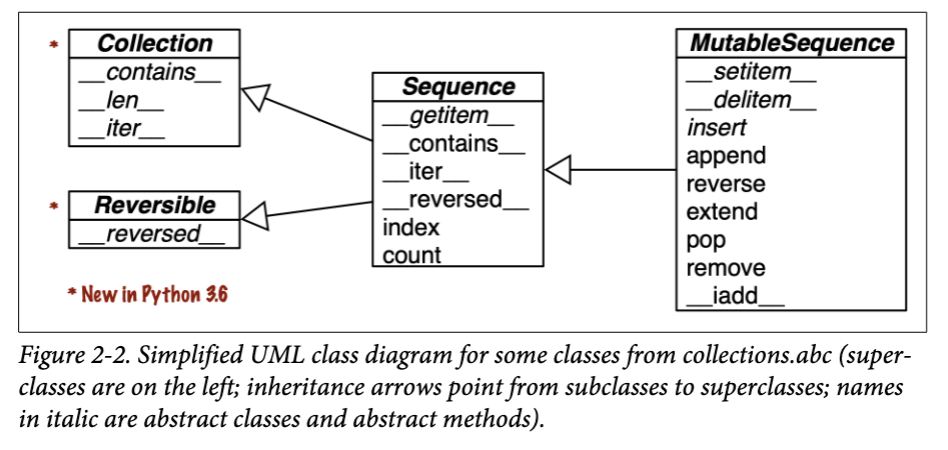 * Collection
__contains__
__len__
__iter__
* Reversible
__reversed__
* New in Python 3.6
Sequence
__getitem__
__contains__
__iter__
__reversed__
index
count
MutableSequence
__setitem__
__delitem__
insert
append
reverse
extend
pop
remove
__iadd__
Figure 2-2. Simplified UML class diagram for some classes from collections.abc (super-
classes are on the left; inheritance arrows point from subclasses to superclasses; names
in italic are abstract classes and abstract methods).